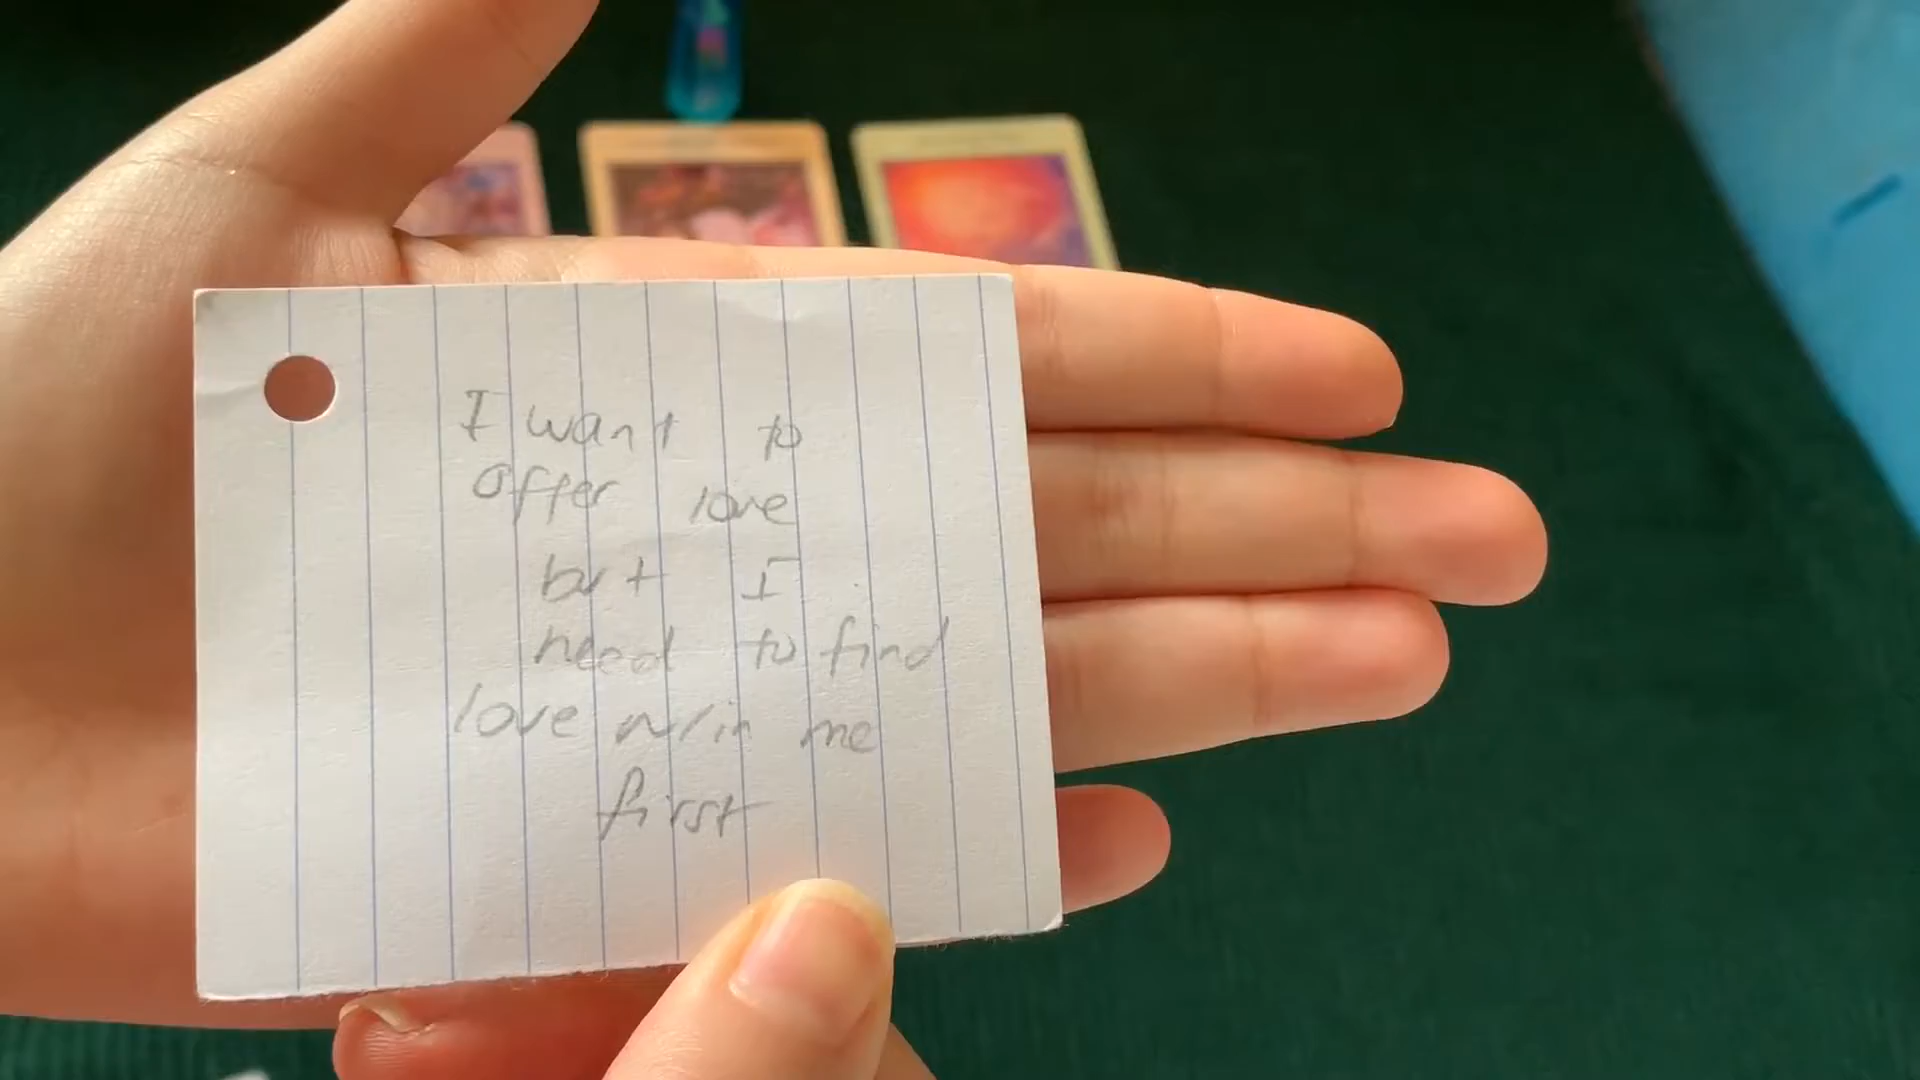 I want to
offer love
but I
need to find
love w/in me
first